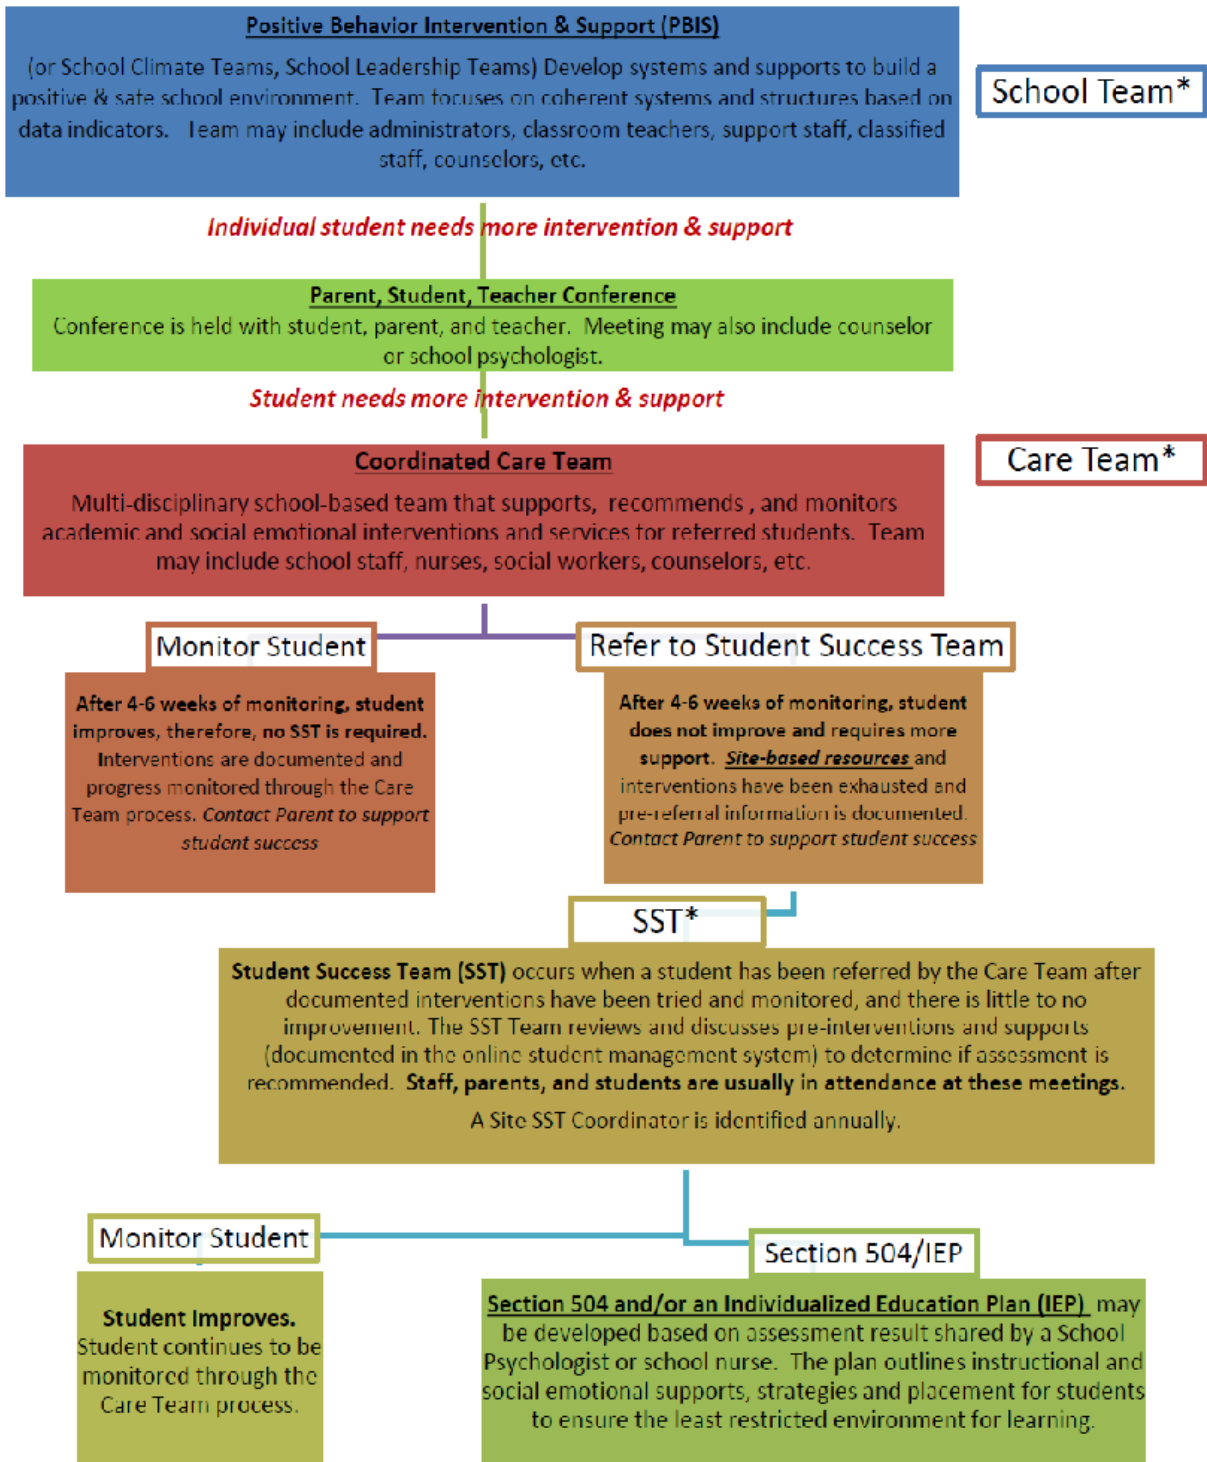 Positive Behavior Intervention & Support (PBIS)
(or School Climate Teams, School Leadership Teams) Develop systems and supports to build a
positive & safe school environment. Team focuses on coherent systems and structures based on
data indicators. Team may include administrators, classroom teachers, support staff, classified
staff, counselors, etc.
School Team*
Individual student needs more intervention & support
Parent, Student, Teacher Conference
Conference is held with student, parent, and teacher. Meeting may also include counselor
or school psychologist.
Student needs more intervention & support
Coordinated Care Team
Multi-disciplinary school-based team that supports, recommends , and monitors
academic and social emotional interventions and services for referred students. Team
may include school staff, nurses, social workers, counselors, etc.
Care Team*
Monitor Student
After 4-6 weeks of monitoring, student
improves, therefore, no SST is required.
Interventions are documented and
progress monitored through the Care
Team process. Contact Parent to support
student success
Refer to Student Success Team
After 4-6 weeks of monitoring, student
does not improve and requires more
support. Site-based resources and
interventions have been exhausted and
pre-referral information is documented.
Contact Parent to support student success
SST*
Student Success Team (SST) occurs when a student has been referred by the Care Team after
documented interventions have been tried and monitored, and there is little to no
improvement. The SST Team reviews and discusses pre-interventions and supports
(documented in the online student management system) to determine if assessment is
recommended. Staff, parents, and students are usually in attendance at these meetings.
A Site SST Coordinator is identified annually.
Monitor Student
Student Improves.
Student continues to be
monitored through the
Care Team process.
Section 504/IEP
Section 504 and/or an Individualized Education Plan (IEP) may
be developed based on assessment result shared by a School
Psychologist or school nurse. The plan outlines instructional and
social emotional supports, strategies and placement for students
to ensure the least restricted environment for learning.